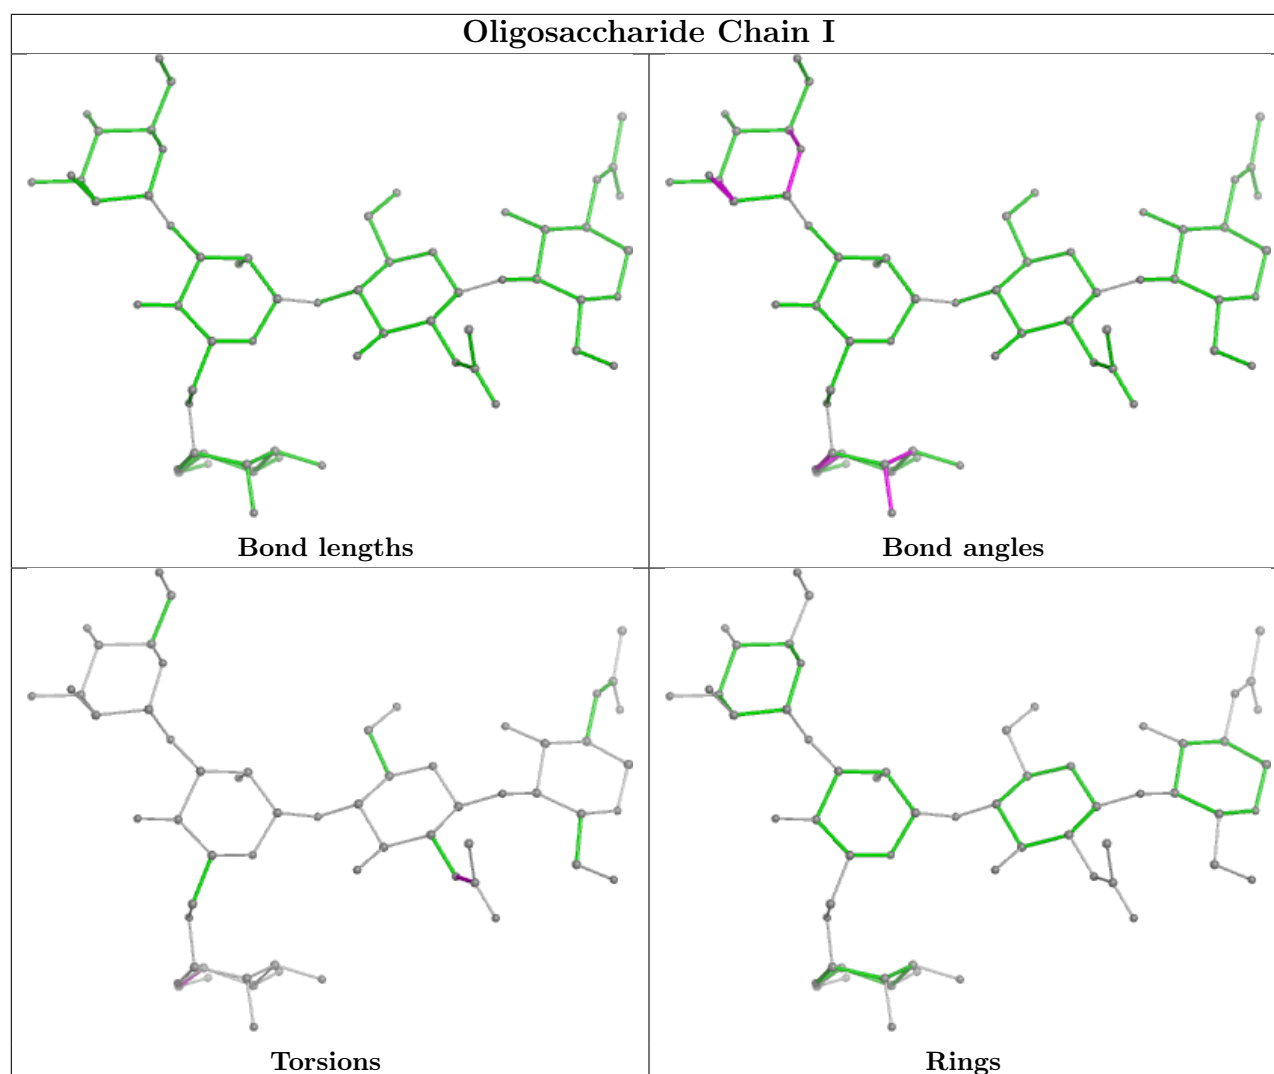 Oligosaccharide Chain I
Bond lengths
Bond angles
Torsions
Rings